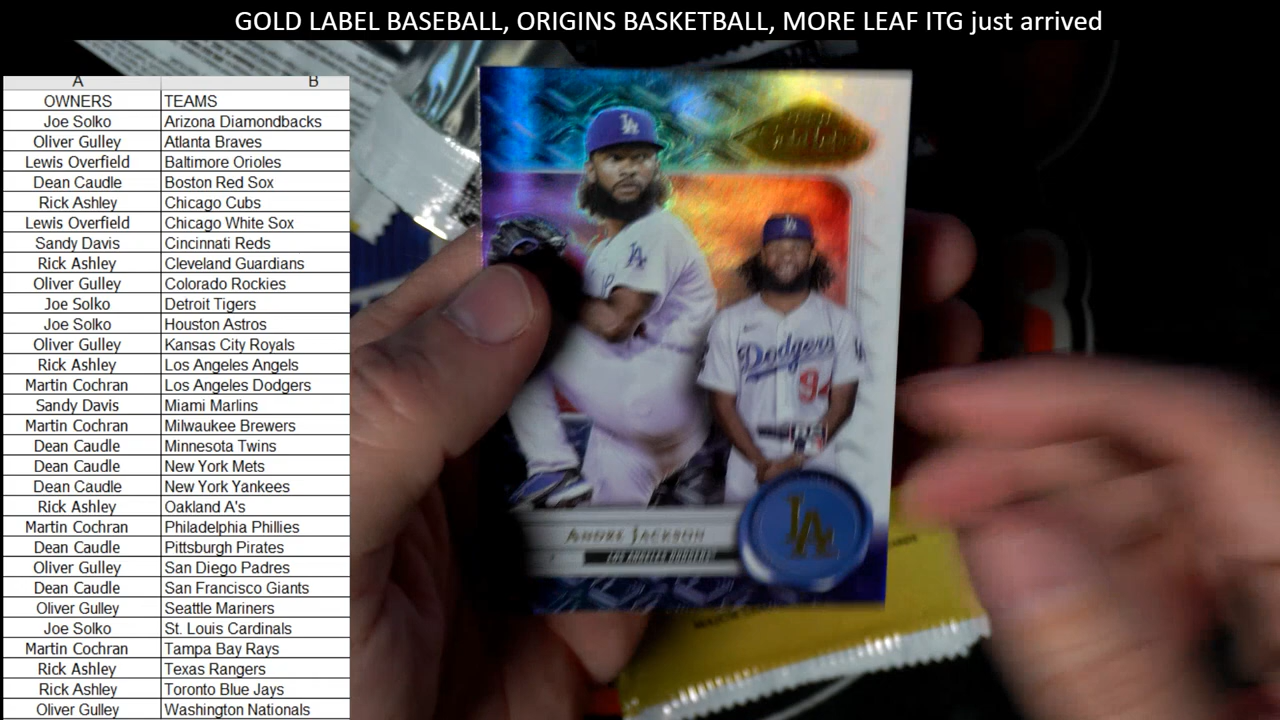 GOLD LABEL BASEBALL, ORIGINS BASKETBALL, MORE LEAF ITG just arrived
A B
OWNERS TEAMS
Joe Solko Arizona Diamondbacks
Oliver Gulley Atlanta Braves
Lewis Overfield Baltimore Orioles
Dean Caudle Boston Red Sox
Rick Ashley Chicago Cubs
Lewis Overfield Chicago White Sox
Sandy Davis Cincinnati Reds
Rick Ashley Cleveland Guardians
Oliver Gulley Colorado Rockies
Joe Solko Detroit Tigers
Joe Solko Houston Astros
Oliver Gulley Kansas City Royals
Rick Ashley Los Angeles Angels
Martin Cochran Los Angeles Dodgers
Sandy Davis Miami Marlins
Martin Cochran Milwaukee Brewers
Dean Caudle Minnesota Twins
Dean Caudle New York Mets
Dean Caudle New York Yankees
Rick Ashley Oakland A's
Martin Cochran Philadelphia Phillies
Dean Caudle Pittsburgh Pirates
Oliver Gulley San Diego Padres
Dean Caudle San Francisco Giants
Oliver Gulley Seattle Mariners
Joe Solko St. Louis Cardinals
Martin Cochran Tampa Bay Rays
Rick Ashley Texas Rangers
Rick Ashley Toronto Blue Jays
Oliver Gulley Washington Nationals
LA
LA
Dodgers
94
ANDRE JACKSON
LOS ANGELES DODGERS
LA